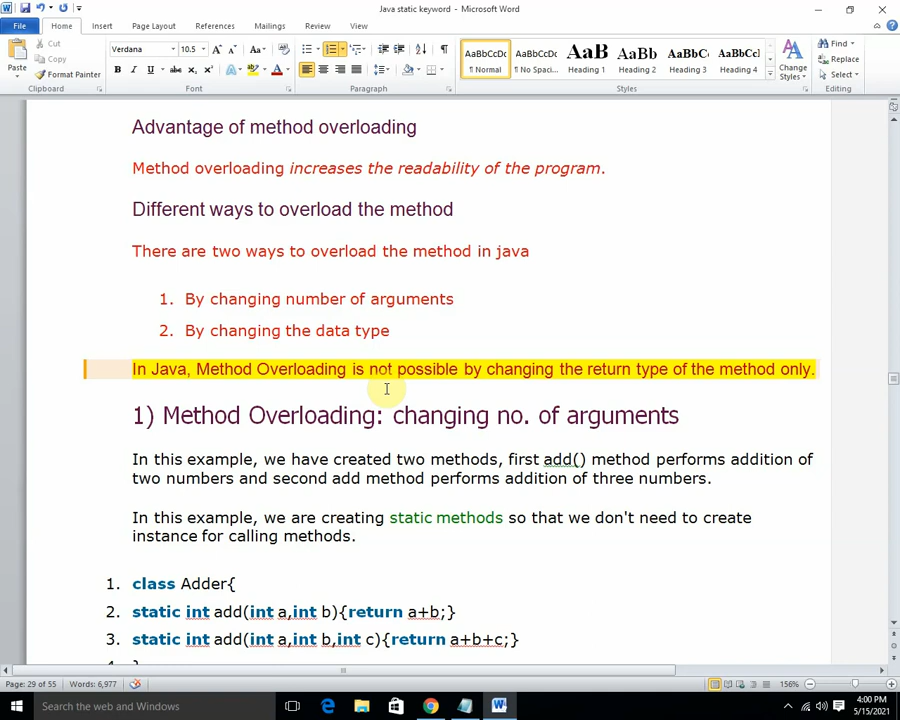 Java static keyword - Microsoft Word
File Home Insert Page Layout References Mailings Review View
Paste Cut Copy Format Painter Clipboard
Verdana 10.5 Font
Paragraph
AaBbCcDc AaBbCcDc AaB AaBb AaBbC AaBbCcI
¶ Normal ¶ No Spaci... Heading 1 Heading 2 Heading 3 Heading 4
Styles
Change Styles
Find Replace Select Editing
Advantage of method overloading
Method overloading increases the readability of the program.
Different ways to overload the method
There are two ways to overload the method in java
1. By changing number of arguments
2. By changing the data type
In Java, Method Overloading is not possible by changing the return type of the method only.
1) Method Overloading: changing no. of arguments
In this example, we have created two methods, first add() method performs addition of
two numbers and second add method performs addition of three numbers.
In this example, we are creating static methods so that we don't need to create
instance for calling methods.
1. class Adder{
2. static int add(int a,int b){return a+b;}
3. static int add(int a,int b,int c){return a+b+c;}
Page: 29 of 55 Words: 6,977 156%
Search the web and Windows
4:00 PM
5/15/2021